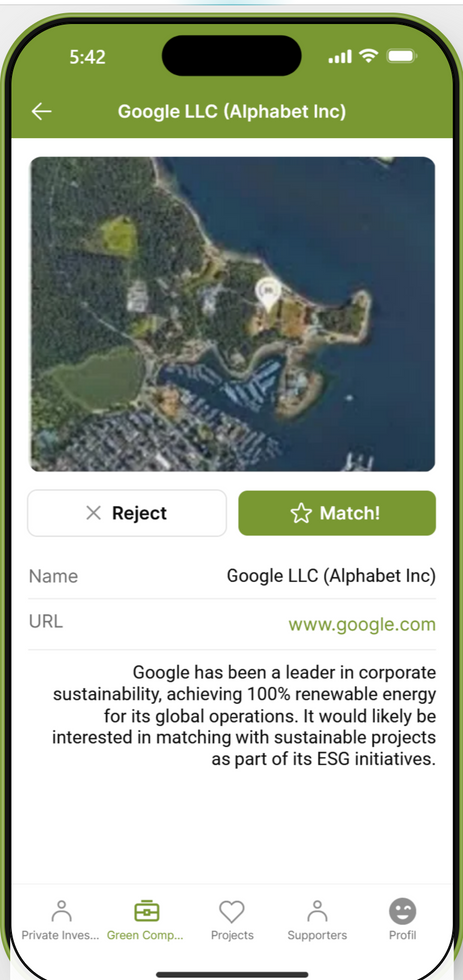 5:42
Google LLC (Alphabet Inc)
Reject
Match!
Name
Google LLC (Alphabet Inc)
URL
www.google.com
Google has been a leader in corporate
sustainability, achieving 100% renewable energy
for its global operations. It would likely be
interested in matching with sustainable projects
as part of its ESG initiatives.
Private Inves...
Green Comp...
Projects
Supporters
Profil